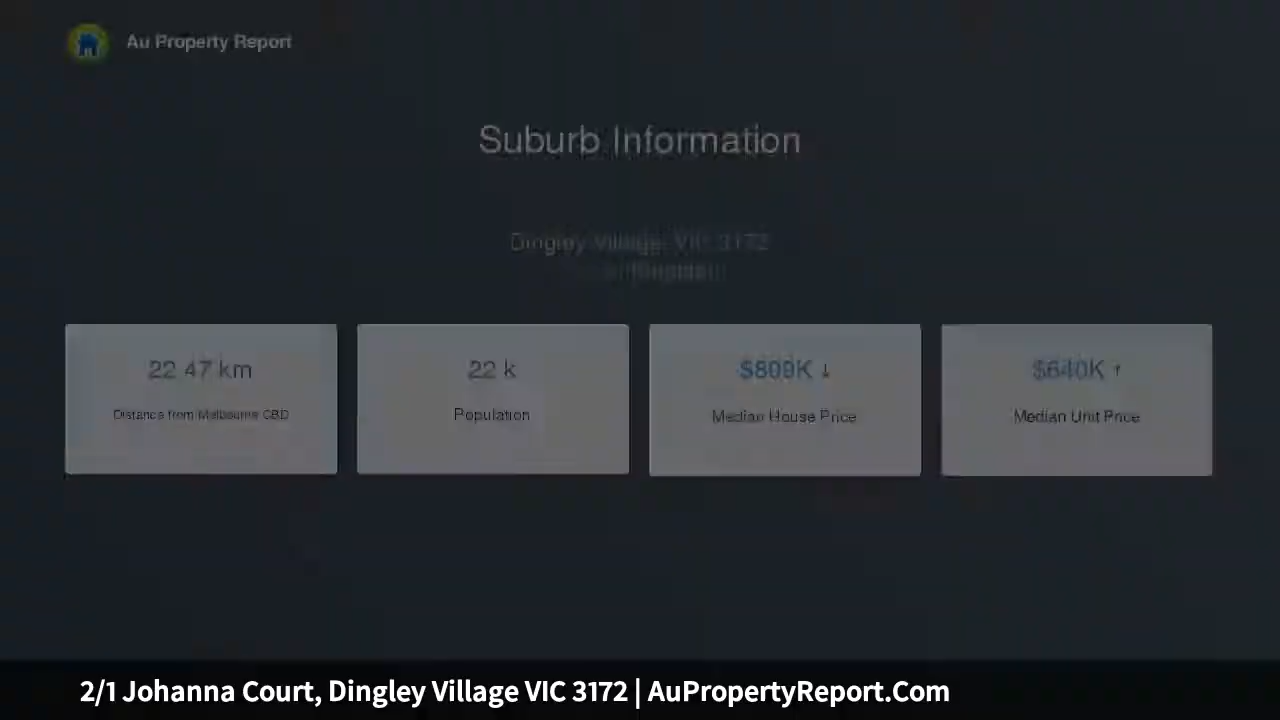 Au Property Report
Suburb Information
Dingley Village, VIC 3172
22.47 km
Distance from Melbourne CBD
22 k
Population
$809K ↓
Median House Price
$640K ↑
Median Unit Price
2/1 Johanna Court, Dingley Village VIC 3172 | AuPropertyReport.Com